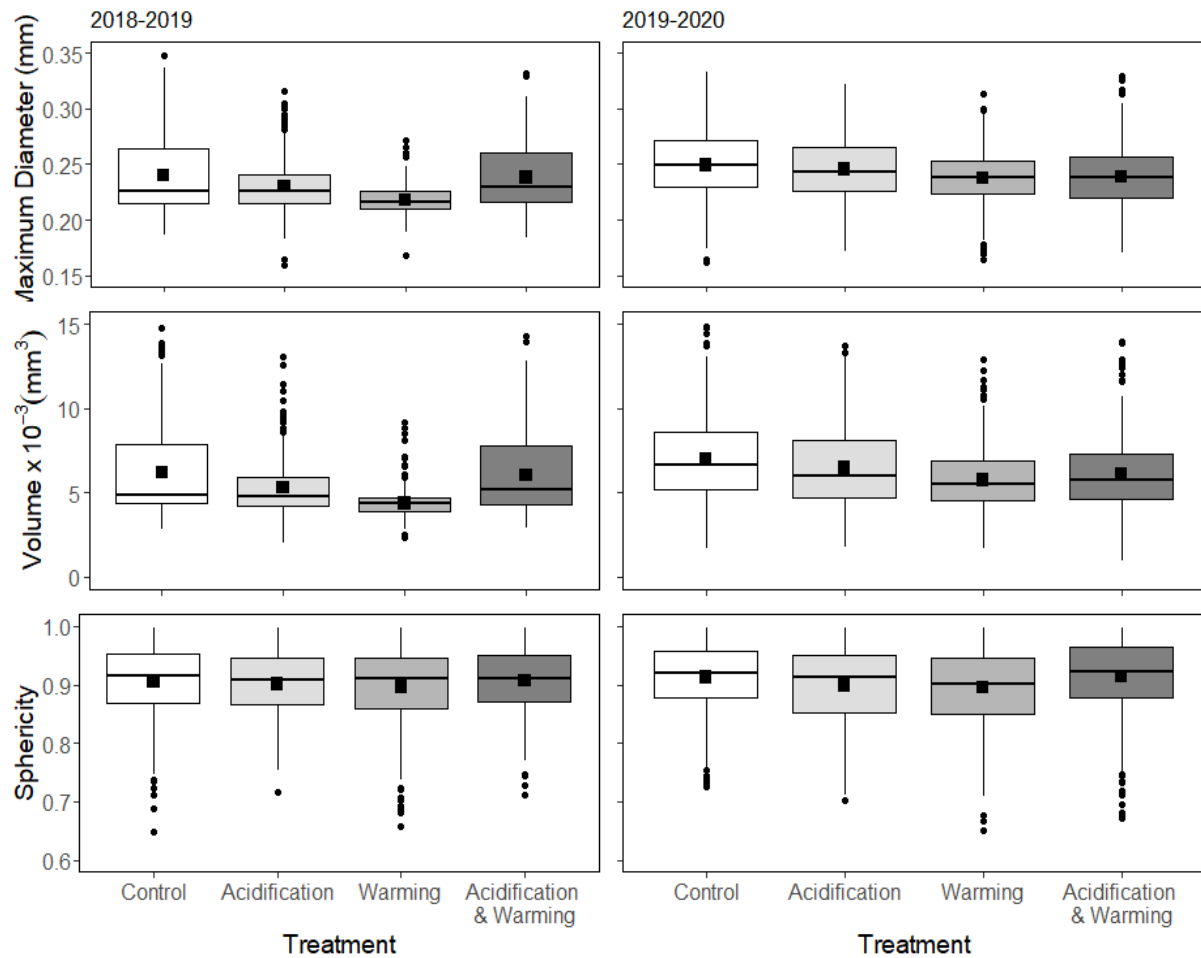 2018-2019
2019-2020
Maximum Diameter (mm)
0.35
0.30
0.25
0.20
0.15
Volume x 10⁻³(mm³)
15
10
5
0
Sphericity
1.0
0.9
0.8
0.7
0.6
Control Acidification Warming Acidification
& Warming
Control Acidification Warming Acidification
& Warming
Treatment
Treatment